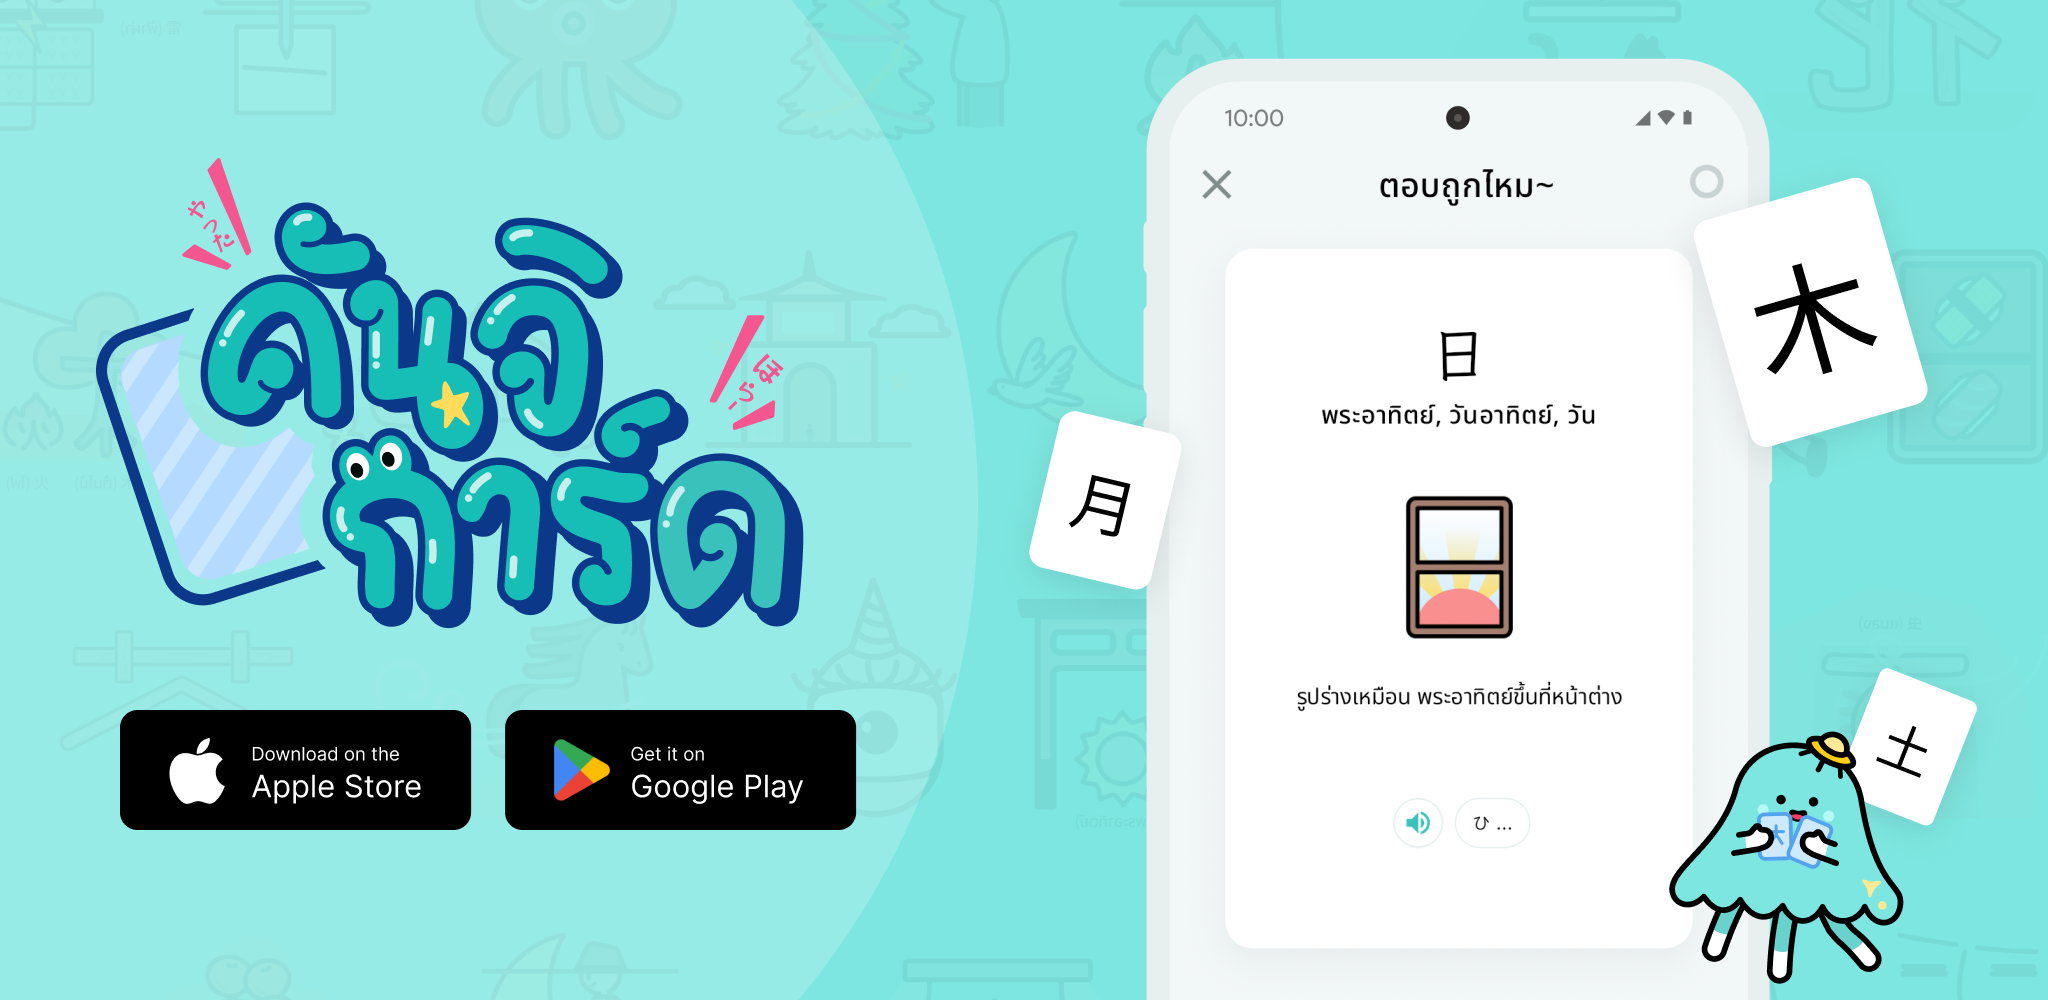 やった
คันจิ
การ์ด
Download on the
Apple Store
Get it on
Google Play
10:00
ตอบถูกไหม~
日
พระอาทิตย์, วันอาทิตย์, วัน
รูปร่างเหมือน พระอาทิตย์ขึ้นที่หน้าต่าง
ひ ...
月
木
土